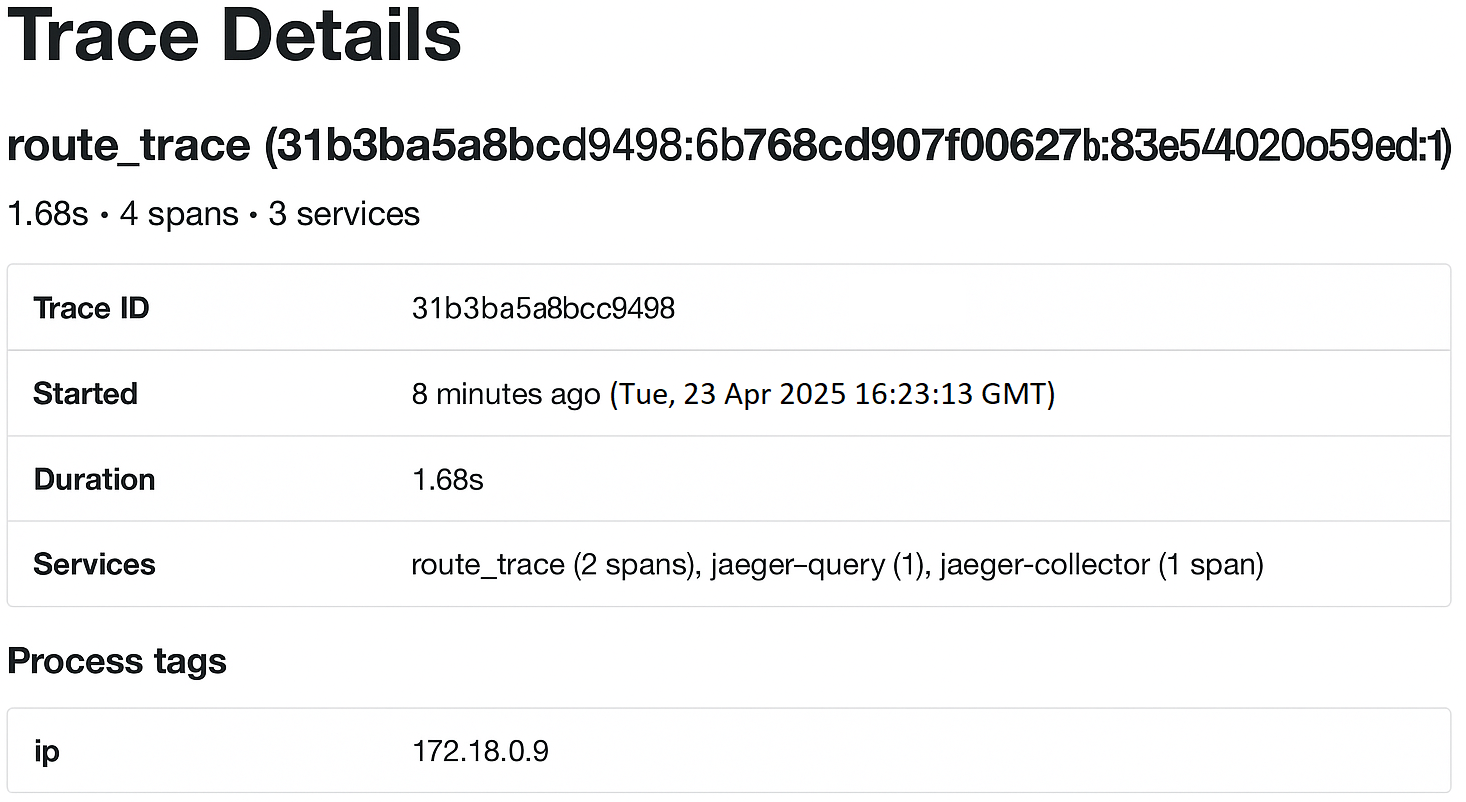 Trace Details
route_trace (31b3ba5a8bcd9498:6b768cd907f00627b:83e5/4020o59ed:1)
1.68s • 4 spans • 3 services
Trace ID 31b3ba5a8bcc9498
Started 8 minutes ago (Tue, 23 Apr 2025 16:23:13 GMT)
Duration 1.68s
Services route_trace (2 spans), jaeger–query (1), jaeger-collector (1 span)
Process tags
ip 172.18.0.9